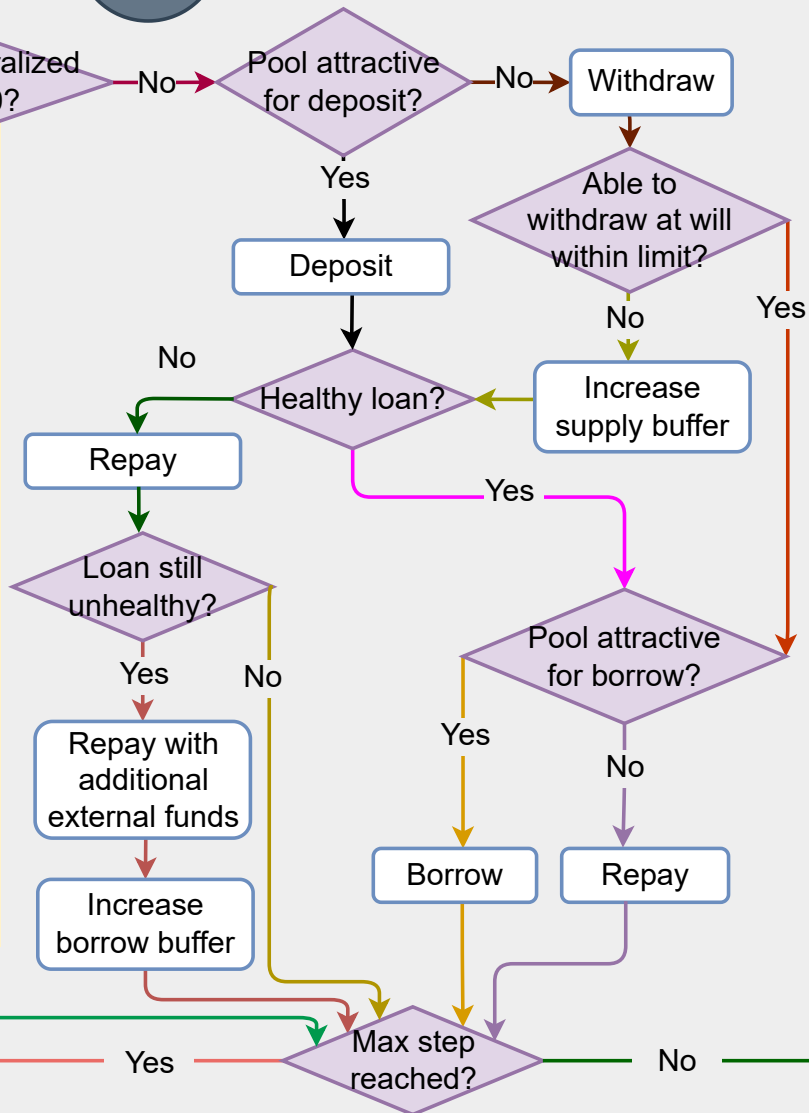 alized
)?
No
Pool attractive
for deposit?
No
Withdraw
Yes
Able to
withdraw at will
within limit?
Deposit
Yes
No
No
Healthy loan?
Increase
supply buffer
Repay
Yes
Loan still
unhealthy?
Pool attractive
for borrow?
Yes
No
Yes
No
Repay with
additional
external funds
Borrow
Repay
Increase
borrow buffer
Max step
reached?
Yes
No